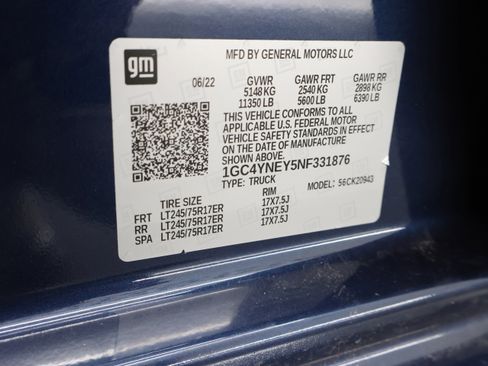 gm
MFD BY GENERAL MOTORS LLC
06/22 GVWR GAWR FRT GAWR RR
5148 KG 2540 KG 2898 KG
11350 LB 5600 LB 6390 LB
THIS VEHICLE CONFORMS TO ALL
APPLICABLE U.S. FEDERAL MOTOR
VEHICLE SAFETY STANDARDS IN EFFECT
ON THE DATE OF MANUFACTURE
SHOWN ABOVE.
1GC4YNEY5NF331876
TYPE: TRUCK MODEL: 56CK20943
TIRE SIZE RIM
FRT LT245/75R17ER 17X7.5J
RR LT245/75R17ER 17X7.5J
SPA LT245/75R17ER 17X7.5J